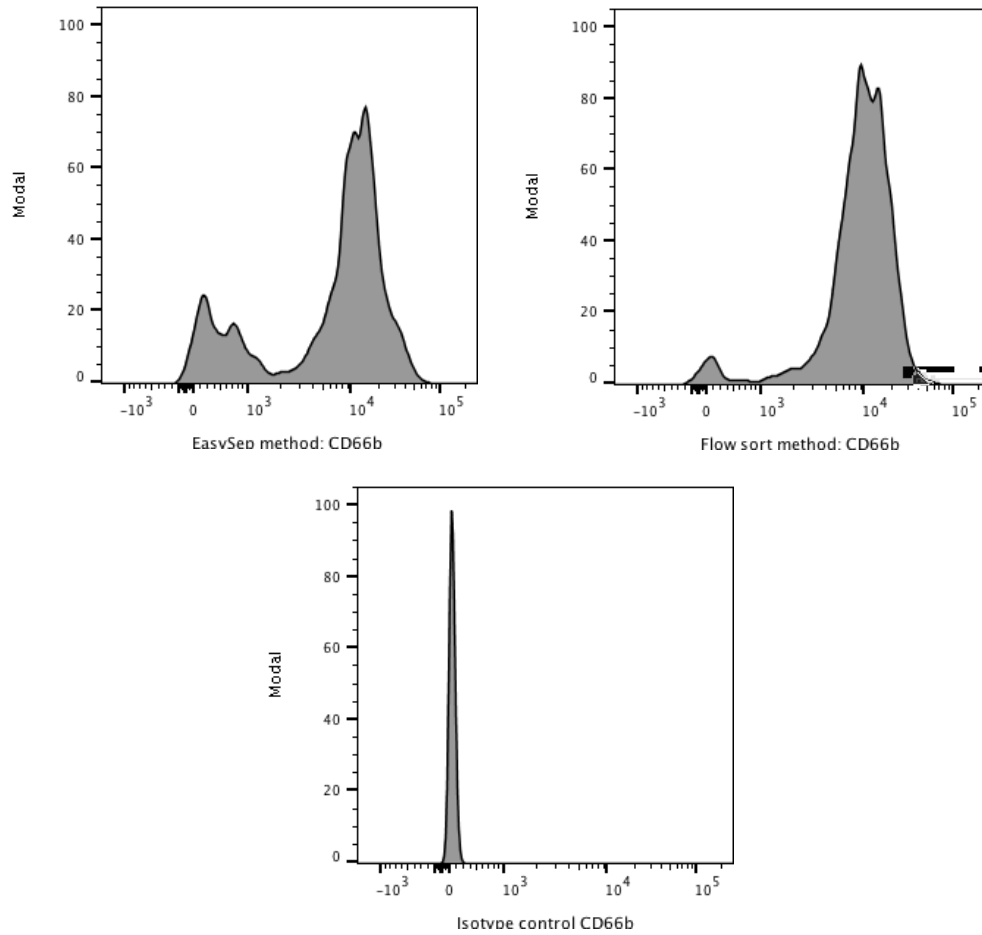 100
80
60
40
20
0
Modal
-10³ 0 10³ 10⁴ 10⁵
EasySep method: CD66b
100
80
60
40
20
0
Modal
-10³ 0 10³ 10⁴ 10⁵
Flow sort method: CD66b
100
80
60
40
20
0
Modal
-10³ 0 10³ 10⁴ 10⁵
Isotype control CD66b